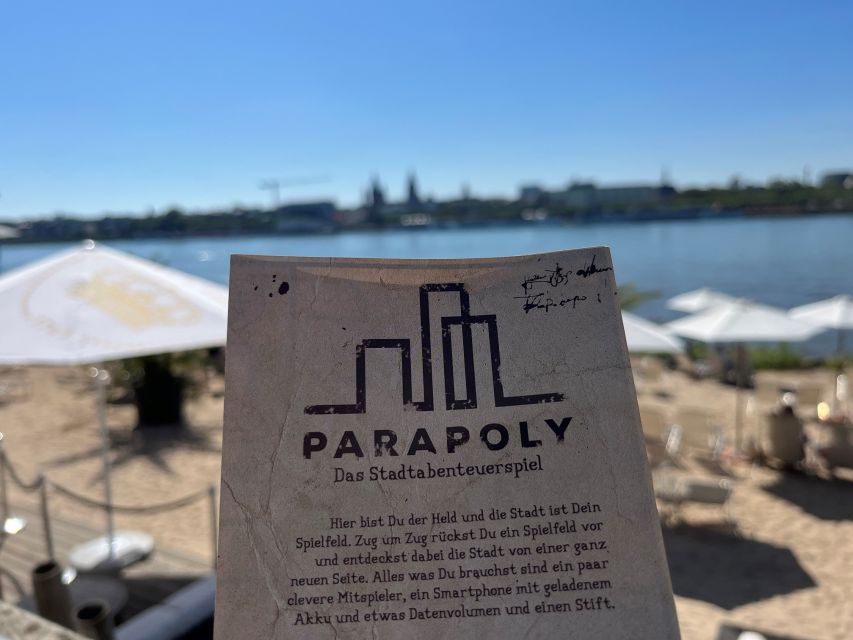 PARAPOLY
Das Stadtabenteuerspiel
Hier bist Du der Held und die Stadt ist Dein
Spielfeld. Zug um Zug rückst Du ein Spielfeld vor
und entdeckst dabei die Stadt von einer ganz
neuen Seite. Alles was Du brauchst sind ein paar
clevere Mitspieler, ein Smartphone mit geladenem
Akku und etwas Datenvolumen und einen Stift.